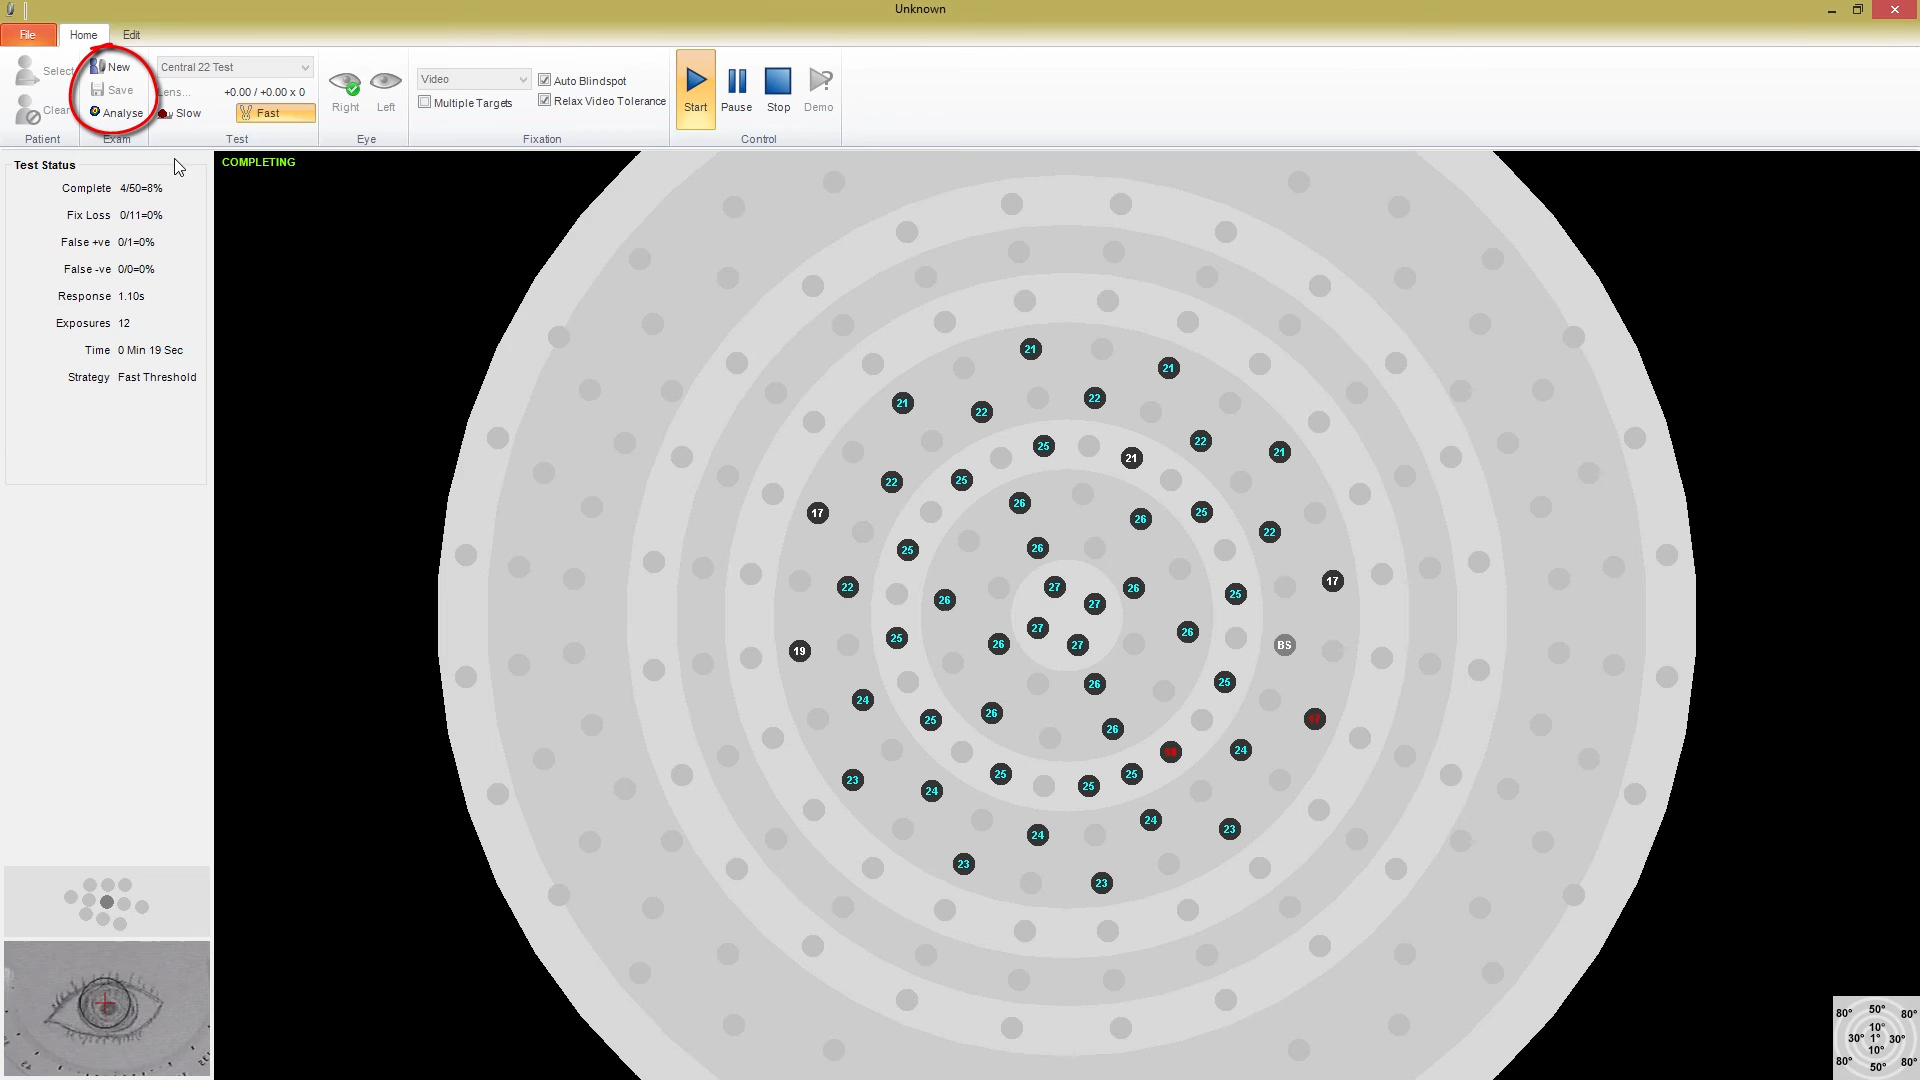 Unknown
File Home Edit
Select
Clear
Patient
New
Save
Analyse
Exam
Central 22 Test
Lens... +0.00 / +0.00 x 0
Slow Fast
Test
Right Left
Eye
Video
Multiple Targets
Auto Blindspot
Relax Video Tolerance
Fixation
Start Pause Stop Demo
Control
Test Status
Complete 4/50=8%
Fix Loss 0/11=0%
False +ve 0/1=0%
False -ve 0/0=0%
Response 1.10s
Exposures 12
Time 0 Min 19 Sec
Strategy Fast Threshold
COMPLETING
21
21
22
21
22
25
22
21
21
25
22
26
25
17
26
22
26
25
17
27
26
22
25
26
27
27
26
25
19
26
27
BS
25
26
24
26
25
17
26
24
25
25
23
25
24
24
23
24
23
23
80° 50° 80°
10°
30° 1° 30°
10°
80° 50° 80°